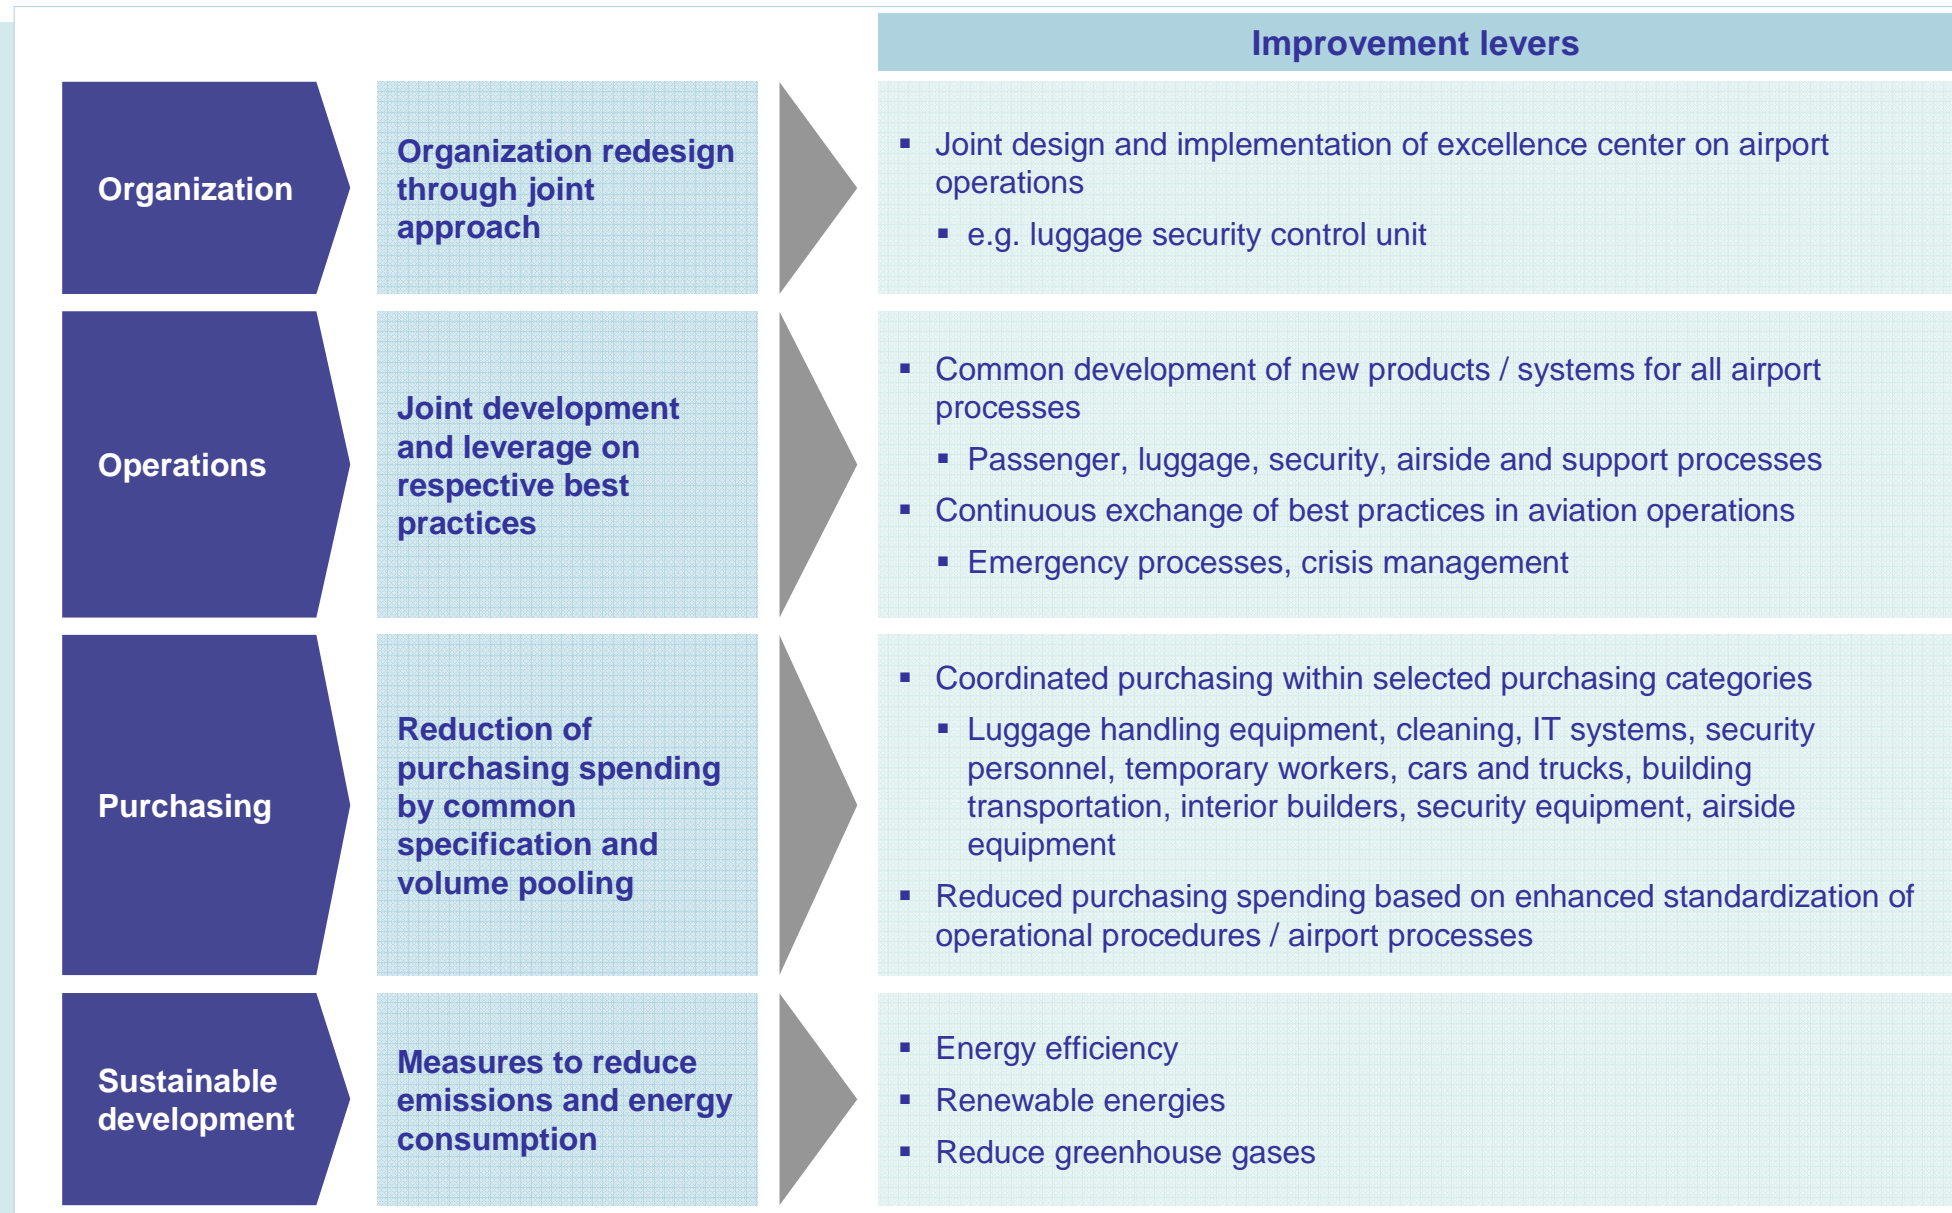 Improvement levers
Organization
Organization redesign
through joint
approach
▪ Joint design and implementation of excellence center on airport
operations
▪ e.g. luggage security control unit
Operations
Joint development
and leverage on
respective best
practices
▪ Common development of new products / systems for all airport
processes
▪ Passenger, luggage, security, airside and support processes
▪ Continuous exchange of best practices in aviation operations
▪ Emergency processes, crisis management
Purchasing
Reduction of
purchasing spending
by common
specification and
volume pooling
▪ Coordinated purchasing within selected purchasing categories
▪ Luggage handling equipment, cleaning, IT systems, security
personnel, temporary workers, cars and trucks, building
transportation, interior builders, security equipment, airside
equipment
▪ Reduced purchasing spending based on enhanced standardization of
operational procedures / airport processes
Sustainable
development
Measures to reduce
emissions and energy
consumption
▪ Energy efficiency
▪ Renewable energies
▪ Reduce greenhouse gases